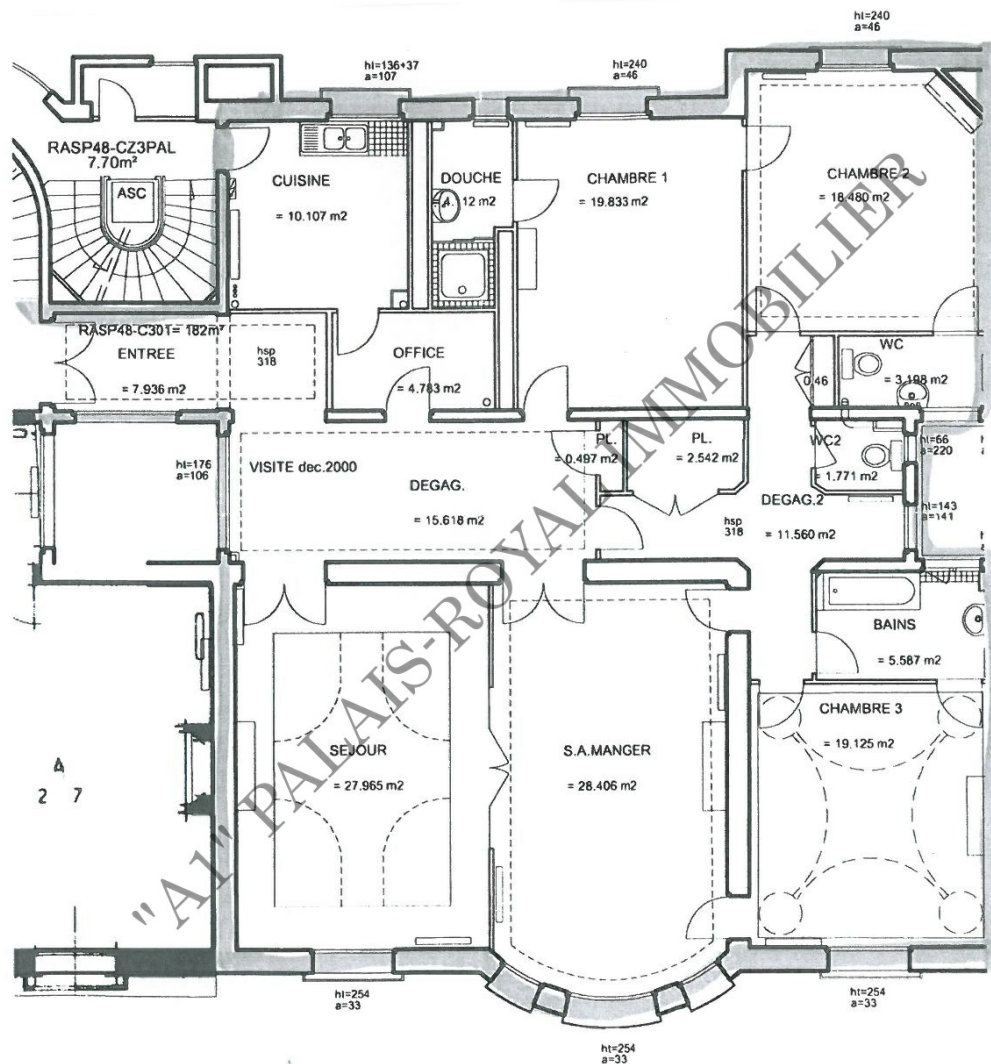 ht=240
a=46
ht=136+37
a=107
ht=240
a=46
RASP48-CZ3PAL
7.70m²
ASC
CUISINE
= 10.107 m2
DOUCHE
12 m2
CHAMBRE 1
= 19.833 m2
CHAMBRE 2
= 18.480 m2
RASP48-C301= 182m²
ENTREE
= 7.936 m2
hsp
318
OFFICE
= 4.783 m2
0.46
WC
= 3.198 m2
ht=176
a=106
VISITE dec.2000
DEGAG.
= 15.618 m2
PL.
= 0.497 m2
PL.
= 2.542 m2
WC2
= 1.771 m2
ht=66
a=220
hsp
318
DEGAG.2
= 11.560 m2
ht=143
a=141
BAINS
= 5.587 m2
SEJOUR
= 27.965 m2
S.A.MANGER
= 28.406 m2
CHAMBRE 3
= 19.125 m2
A
2 7
ht=254
a=33
ht=254
a=33
ht=254
a=33
"A1" PALAIS-ROYAL IMMOBILIER